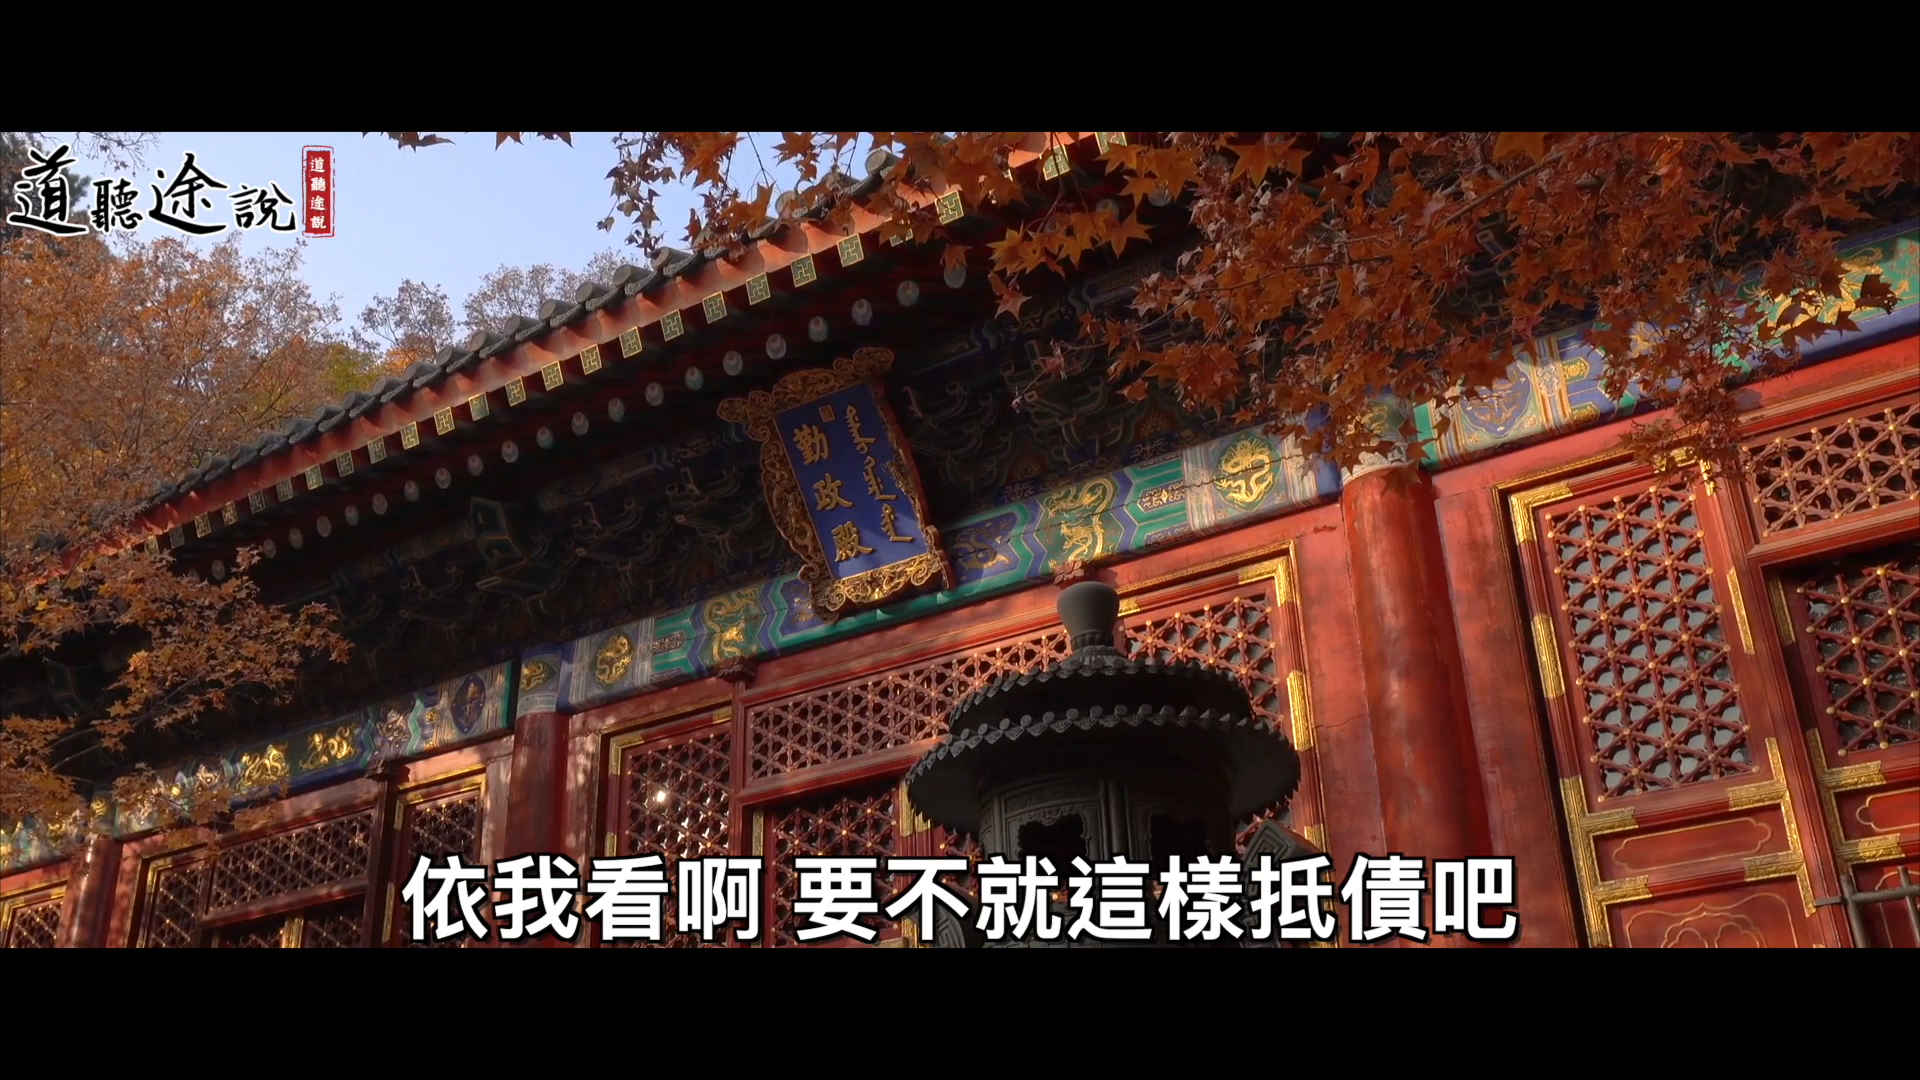 道聽途說
道聽途說
勤政殿
依我看啊 要不就這樣抵債吧